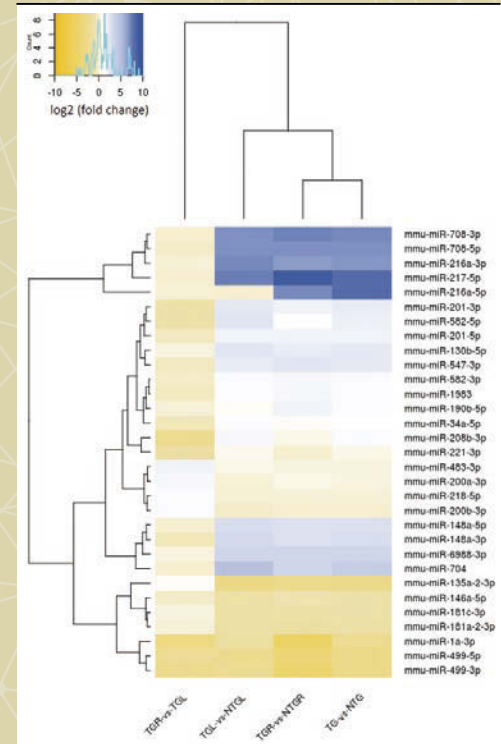 Count
0 2 4 6 8
-10 -5 0 5 10
log2 (fold change)
mmu-miR-708-3p
mmu-miR-708-5p
mmu-miR-216a-3p
mmu-miR-217-5p
mmu-miR-216a-5p
mmu-miR-201-3p
mmu-miR-582-5p
mmu-miR-201-5p
mmu-miR-130b-5p
mmu-miR-547-3p
mmu-miR-582-3p
mmu-miR-1983
mmu-miR-190b-5p
mmu-miR-34a-5p
mmu-miR-208b-3p
mmu-miR-221-3p
mmu-miR-483-3p
mmu-miR-200a-3p
mmu-miR-218-5p
mmu-miR-200b-3p
mmu-miR-148a-5p
mmu-miR-148a-3p
mmu-miR-6988-3p
mmu-miR-704
mmu-miR-135a-2-3p
mmu-miR-146a-5p
mmu-miR-181c-3p
mmu-miR-181a-2-3p
mmu-miR-1a-3p
mmu-miR-499-5p
mmu-miR-499-3p
TGR-vs-TGL
TGL-vs-NTGL
TGR-vs-NTGR
TG-vs-NTG